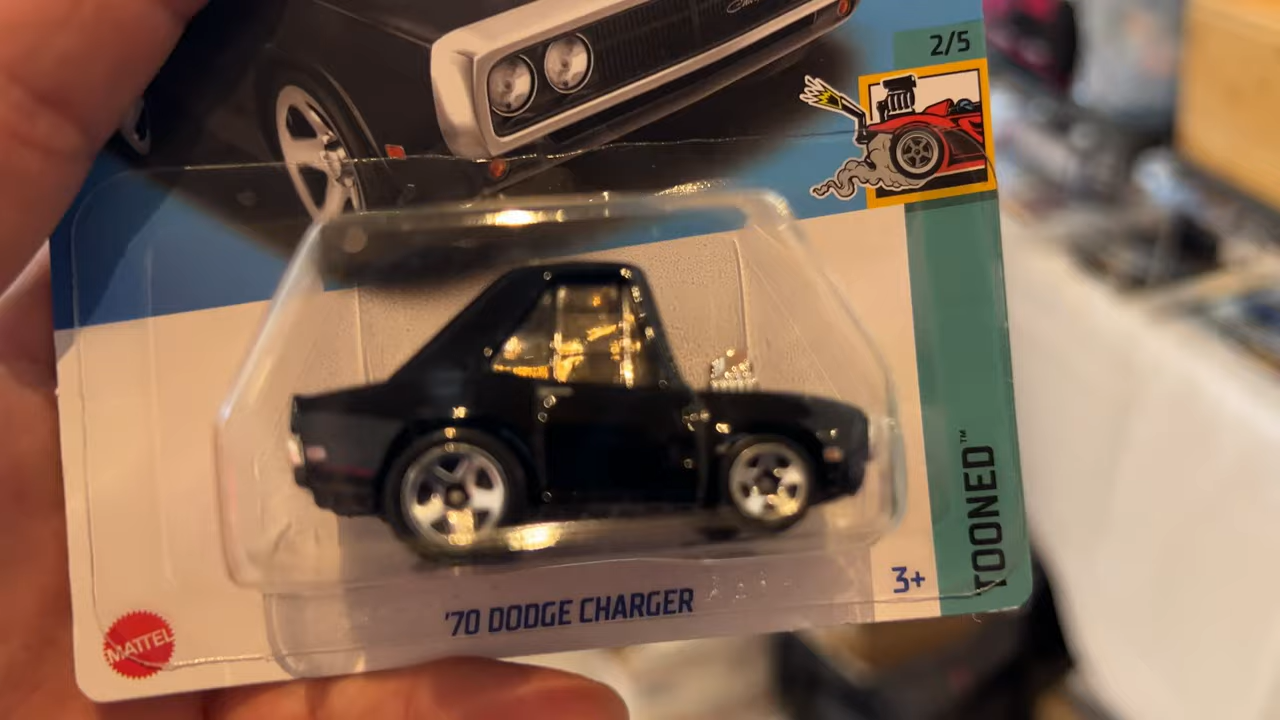 2/5
TOONED™
3+
'70 DODGE CHARGER
MATTEL